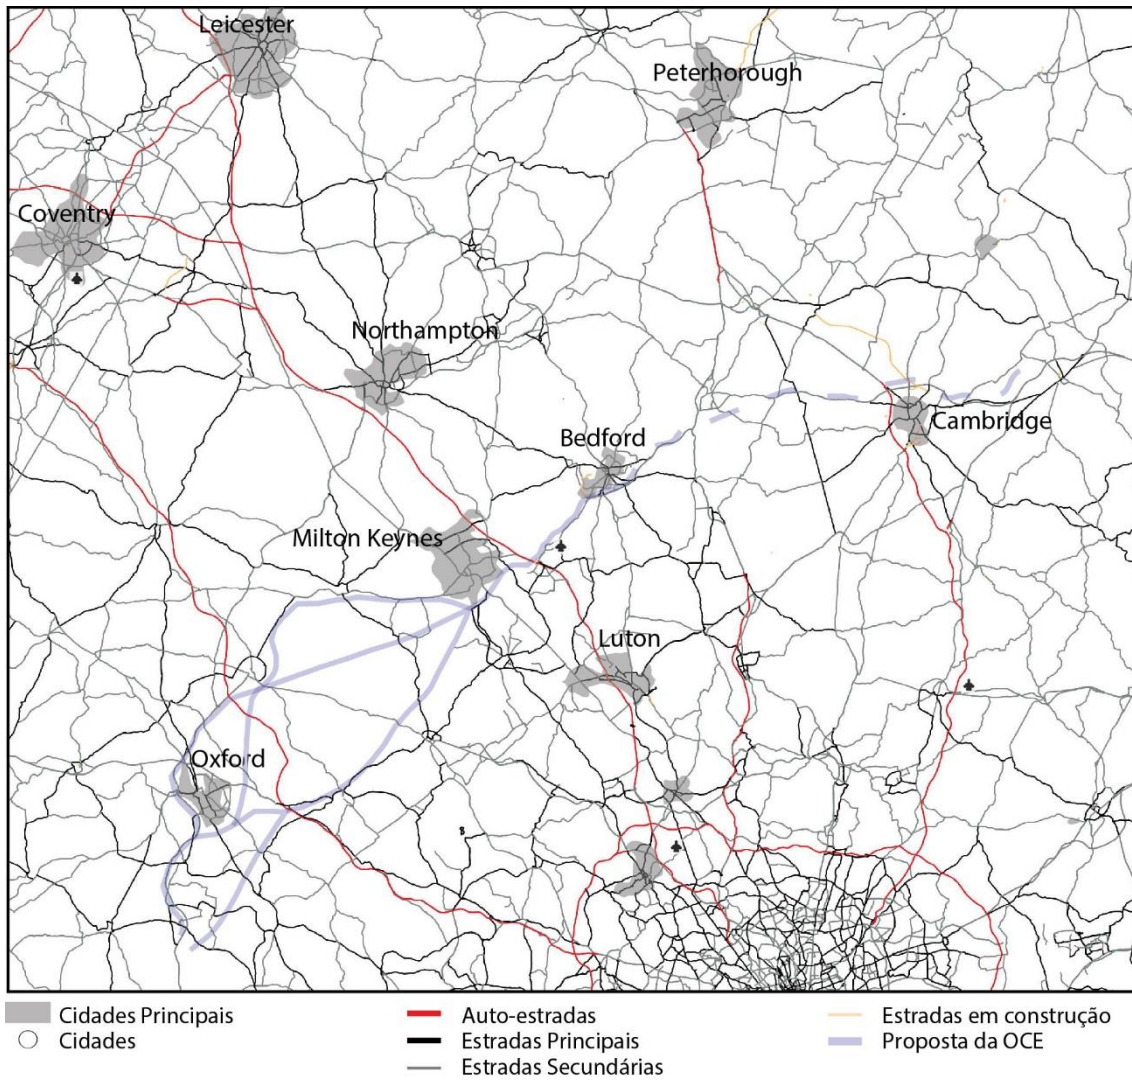 Leicester
Peterhorough
Coventry
Northampton
Cambridge
Bedford
Milton Keynes
Luton
Oxford
Cidades Principais
Cidades
Auto-estradas
Estradas Principais
Estradas Secundárias
Estradas em construção
Proposta da OCE